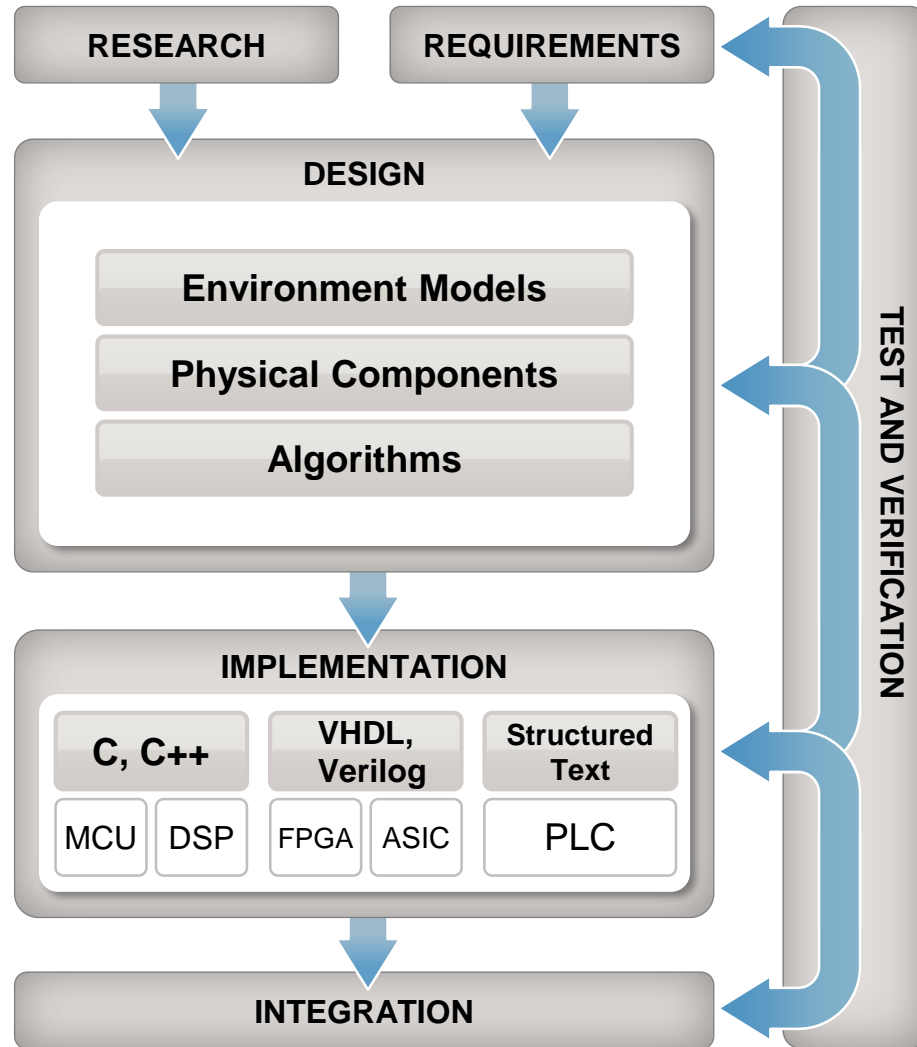 RESEARCH
REQUIREMENTS
DESIGN
Environment Models
Physical Components
Algorithms
IMPLEMENTATION
C, C++
VHDL,
Verilog
Structured
Text
MCU
DSP
FPGA
ASIC
PLC
INTEGRATION
TEST AND VERIFICATION